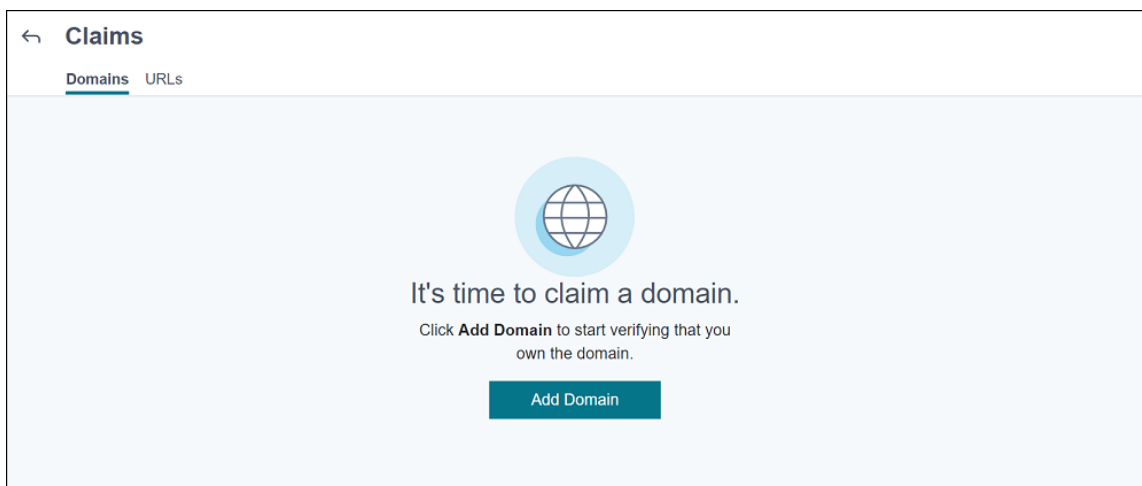 Claims
Domains URLs
It's time to claim a domain.
Click Add Domain to start verifying that you
own the domain.
Add Domain